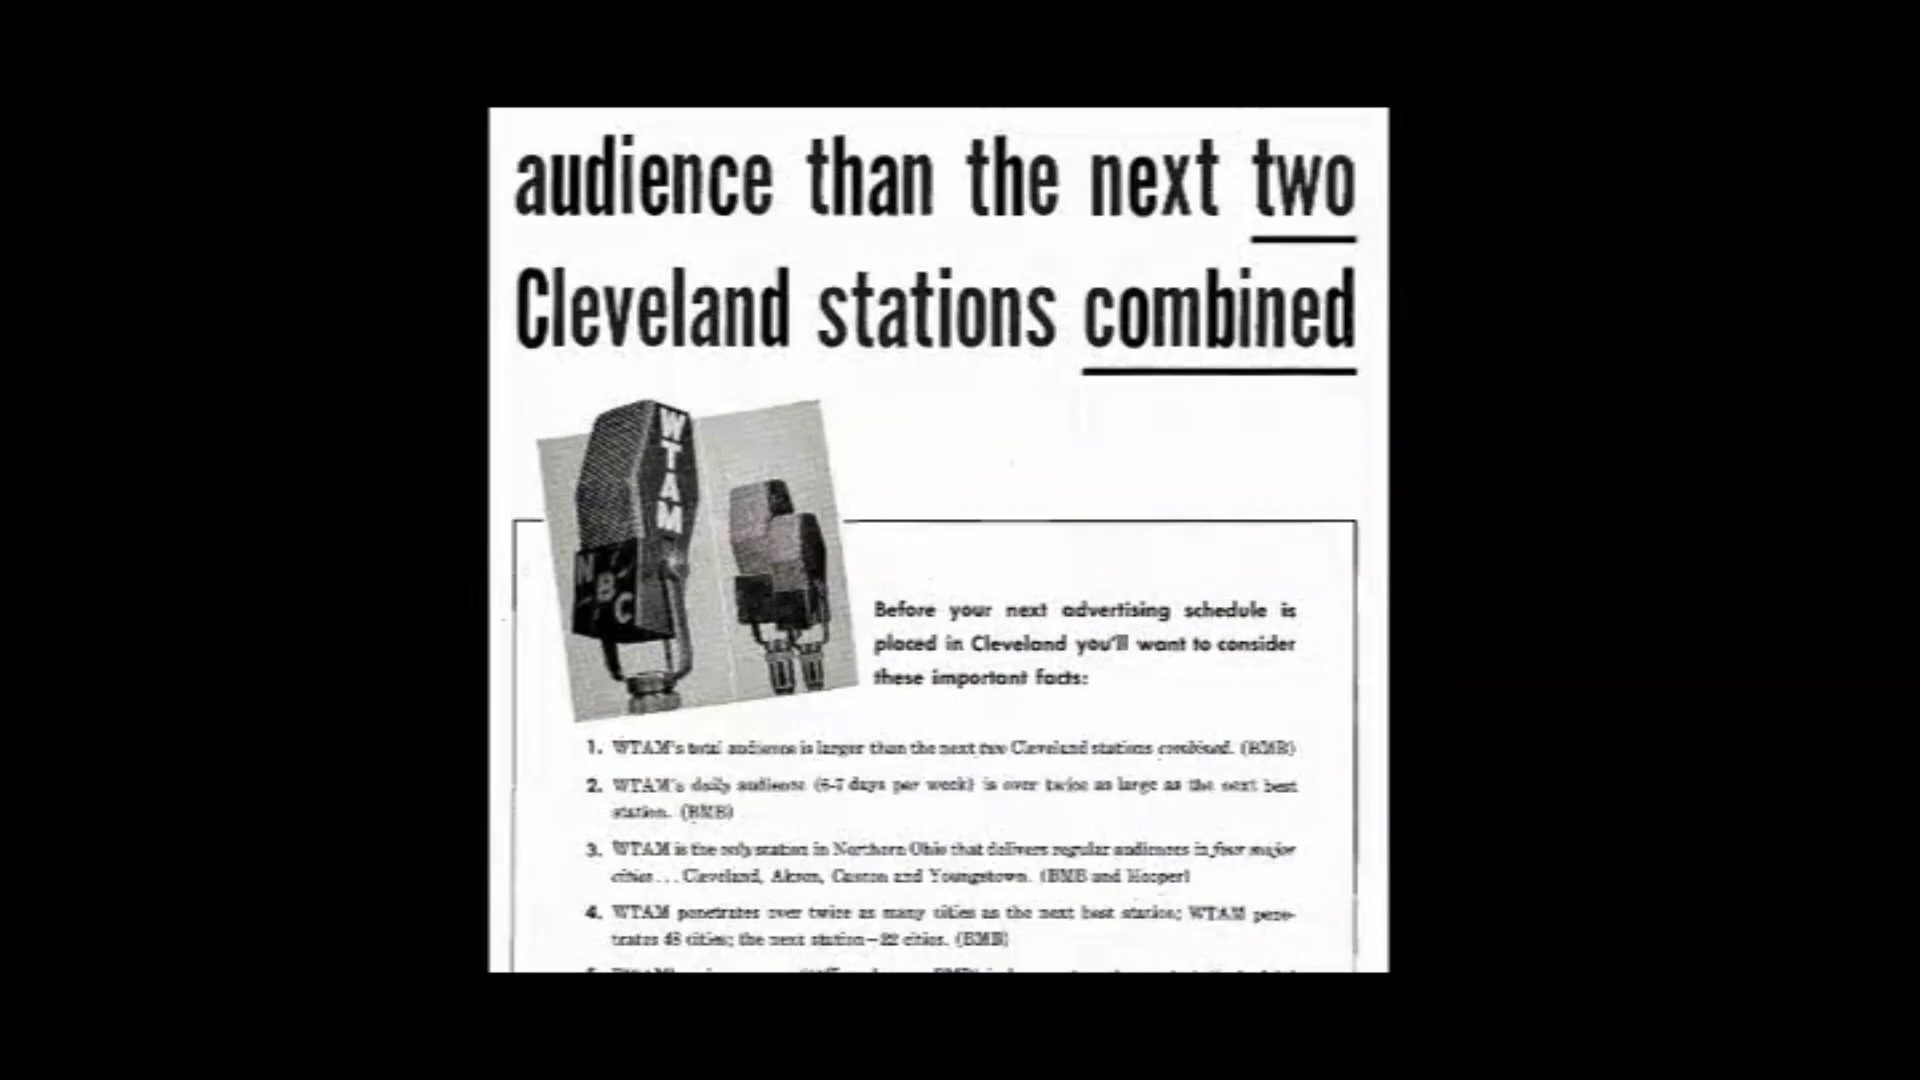 audience than the next two
Cleveland stations combined
WTAM
NBC
Before your next advertising schedule is
placed in Cleveland you'll want to consider
these important facts:
1. WTAM's total audience is larger than the next two Cleveland stations combined. (BMB)
2. WTAM's daily audience (6-7 days per week) is over twice as large as the next best
station. (BMB)
3. WTAM is the only station in Northern Ohio that delivers regular audiences in four major
cities... Cleveland, Akron, Canton and Youngstown. (BMB and Hooper)
4. WTAM penetrates over twice as many cities as the next best station; WTAM pene-
trates 48 cities; the next station—22 cities. (BMB)